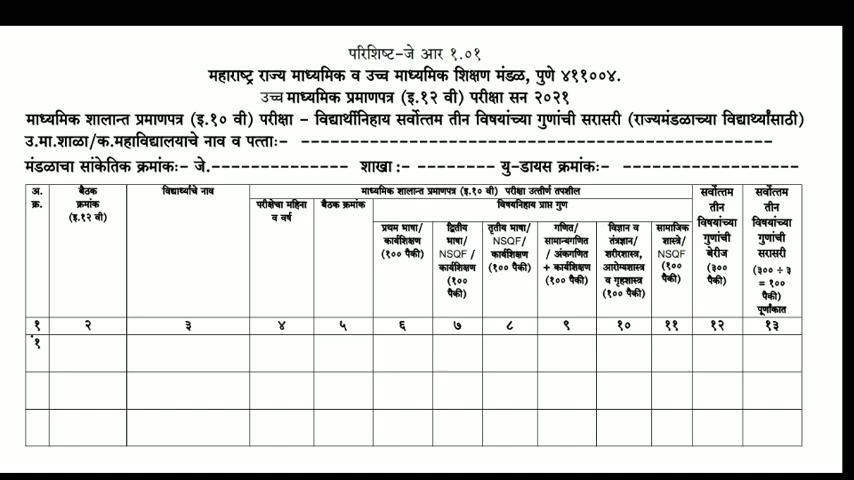 परिशिष्ट-जे आर १.०१
महाराष्ट्र राज्य माध्यमिक व उच्च माध्यमिक शिक्षण मंडळ, पुणे ४११००४.
उच्च माध्यमिक प्रमाणपत्र (इ.१२ वी) परीक्षा सन २०२१
माध्यमिक शालान्त प्रमाणपत्र (इ.१० वी) परीक्षा - विद्यार्थीनिहाय सर्वोत्तम तीन विषयांच्या गुणांची सरासरी (राज्यमंडळाच्या विद्यार्थ्यांसाठी)
उ.मा.शाळा/क.महाविद्यालयाचे नाव व पत्ताः-
मंडळाचा सांकेतिक क्रमांकः- जे.-------------- शाखा :- -------- यु-डायस क्रमांकः- ------------------
अ. क्र.
बैठक क्रमांक (इ.१२ वी)
विद्यार्थ्याचे नाव
माध्यमिक शालान्त प्रमाणपत्र (इ.१० वी) परीक्षा उत्तीर्ण तपशील
परीक्षेचा महिना व वर्ष
बैठक क्रमांक
विषयनिहाय प्राप्त गुण
प्रथम भाषा/ कार्यशिक्षण (१०० पैकी)
द्वितीय भाषा/ NSQF / कार्यशिक्षण (१०० पैकी)
तृतीय भाषा/ NSQF/ कार्यशिक्षण (१०० पैकी)
गणित/ सामान्यगणित / अंकगणित + कार्यशिक्षण (१०० पैकी)
विज्ञान व तंत्रज्ञान/ शरीरशास्त्र, आरोग्यशास्त्र व गृहशास्त्र (१०० पैकी)
सामाजिक शास्त्रे/ NSQF (१०० पैकी)
सर्वोत्तम तीन विषयांच्या गुणांची बेरीज (३०० पैकी)
सर्वोत्तम तीन विषयांच्या गुणांची सरासरी (३०० ÷ ३ = १०० पैकी) पूर्णांकात
१ २ ३ ४ ५ ६ ७ ८ ९ १० ११ १२ १३
१